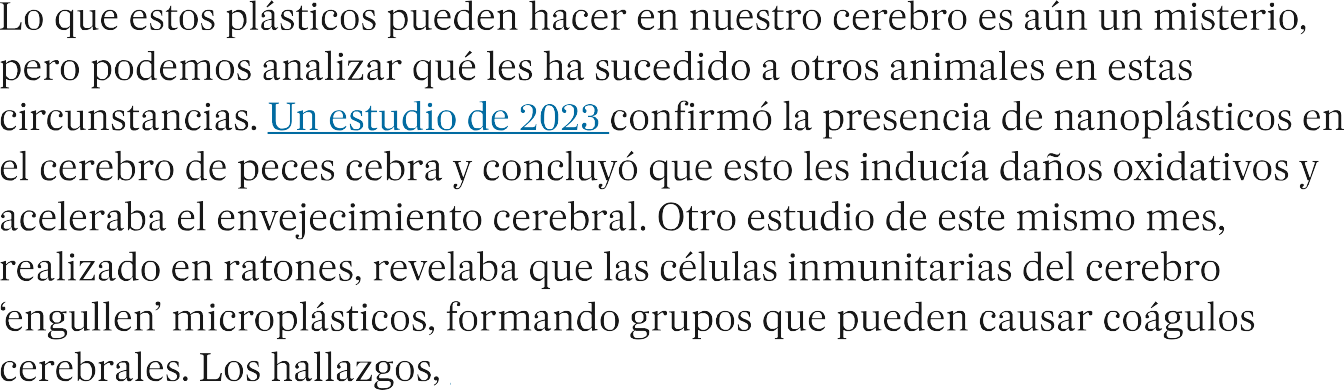 Lo que estos plásticos pueden hacer en nuestro cerebro es aún un misterio,
pero podemos analizar qué les ha sucedido a otros animales en estas
circunstancias. Un estudio de 2023 confirmó la presencia de nanoplásticos en
el cerebro de peces cebra y concluyó que esto les inducía daños oxidativos y
aceleraba el envejecimiento cerebral. Otro estudio de este mismo mes,
realizado en ratones, revelaba que las células inmunitarias del cerebro
‘engullen’ microplásticos, formando grupos que pueden causar coágulos
cerebrales. Los hallazgos,